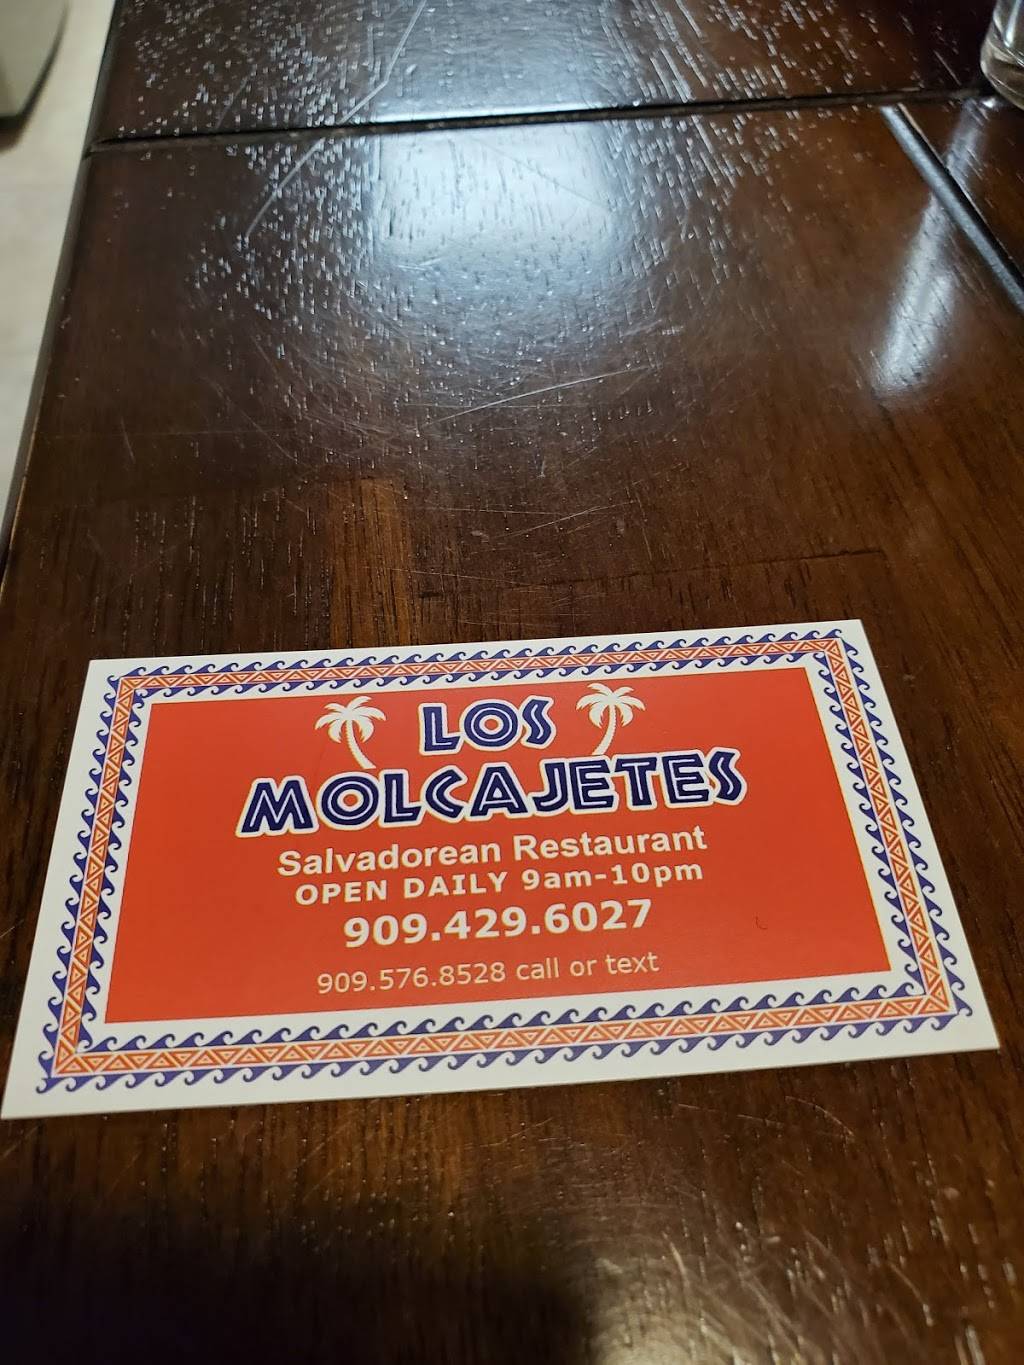 LOS
MOLCAJETES
Salvadorean Restaurant
OPEN DAILY 9am-10pm
909.429.6027
909.576.8528 call or text